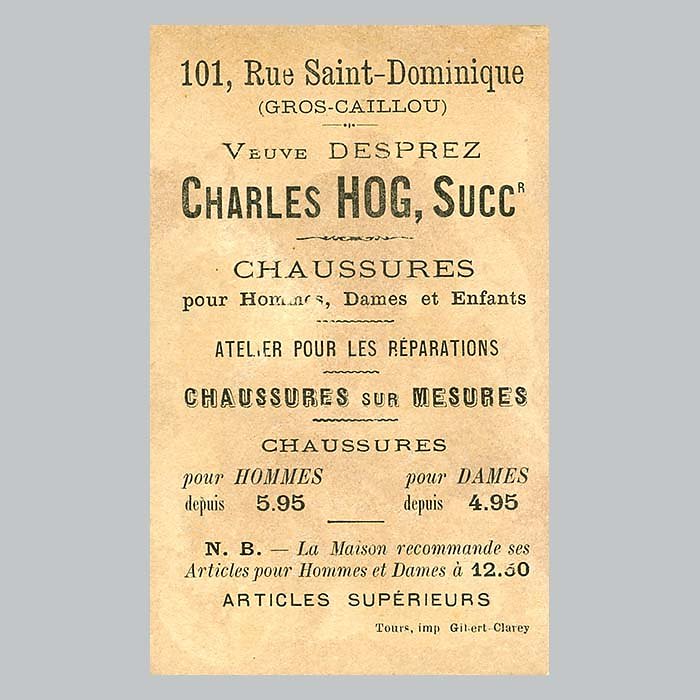 101, Rue Saint-Dominique
(GROS-CAILLOU)
VEUVE DESPREZ
CHARLES HOG, SUCCR
CHAUSSURES
pour Hommes, Dames et Enfants
ATELIER POUR LES RÉPARATIONS
CHAUSSURES SUR MESURES
CHAUSSURES
pour HOMMES pour DAMES
depuis 5.95 depuis 4.95
N. B. — La Maison recommande ses
Articles pour Hommes et Dames à 12.50
ARTICLES SUPÉRIEURS
Tours, imp Gilbert-Clarey